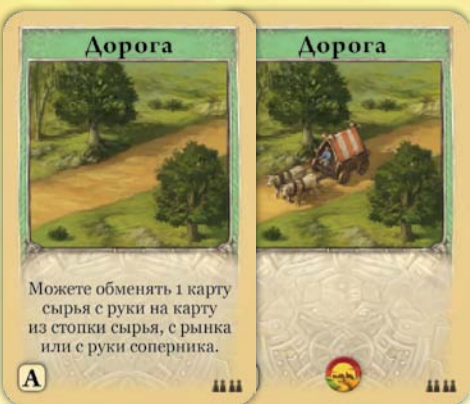 Дорога
Можете обменять 1 карту
сырья с руки на карту
из стопки сырья, с рынка
или с руки соперника.
A
Дорога